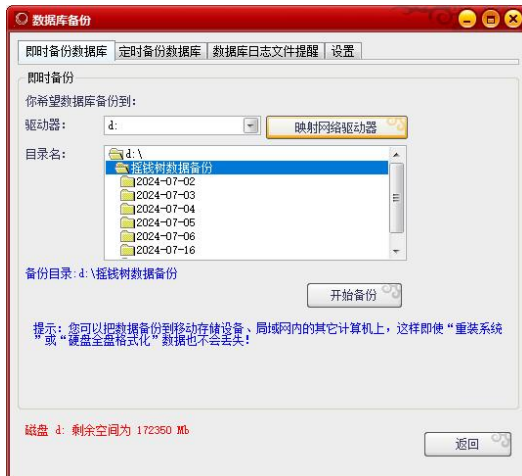 数据库备份
即时备份数据库 定时备份数据库 数据库日志文件提醒 设置
即时备份
你希望数据库备份到:
驱动器: d: 映射网络驱动器
目录名: d:\
摇钱树数据备份
2024-07-02
2024-07-03
2024-07-04
2024-07-05
2024-07-06
2024-07-16
备份目录:d:\摇钱树数据备份
开始备份
提示: 您可以把数据备份到移动存储设备、局域网内的其它计算机上, 这样即使“重装系统
”或“硬盘全盘格式化”数据也不会丢失!
磁盘 d: 剩余空间为 172350 Mb
返回